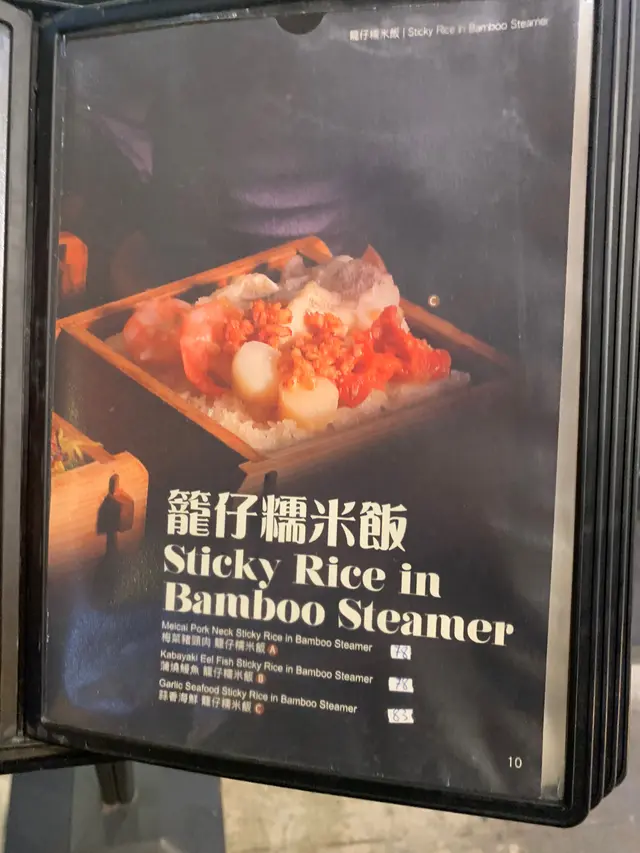 籠仔糯米飯 | Sticky Rice in Bamboo Steamer
C
籠仔糯米飯
Sticky Rice in
Bamboo Steamer
Meicai Pork Neck Sticky Rice in Bamboo Steamer 78
梅菜豬頸肉 籠仔糯米飯 A
Kabayaki Eel Fish Sticky Rice in Bamboo Steamer 78
蒲燒鰻魚 籠仔糯米飯 B
Garlic Seafood Sticky Rice in Bamboo Steamer 83
蒜香海鮮 籠仔糯米飯 C
10